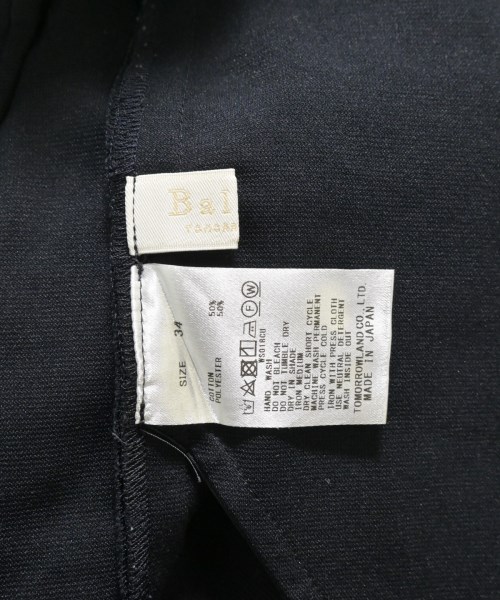 Bal
SIZE 34
COTTON 50%
POLYESTER 50%
WS01RCU
HAND WASH
DO NOT BLEACH
DO NOT TUMBLE DRY
DRY IN SHADE
IRON MEDIUM
DRY CLEAN SHORT CYCLE
MACHINE WASH PERMANENT
PRESS CYCLE COLD
IRON WITH PRESS CLOTH
USE NEUTRAL DETERGENT
WASH INSIDE OUT
TOMORROWLAND CO., LTD.
MADE IN JAPAN